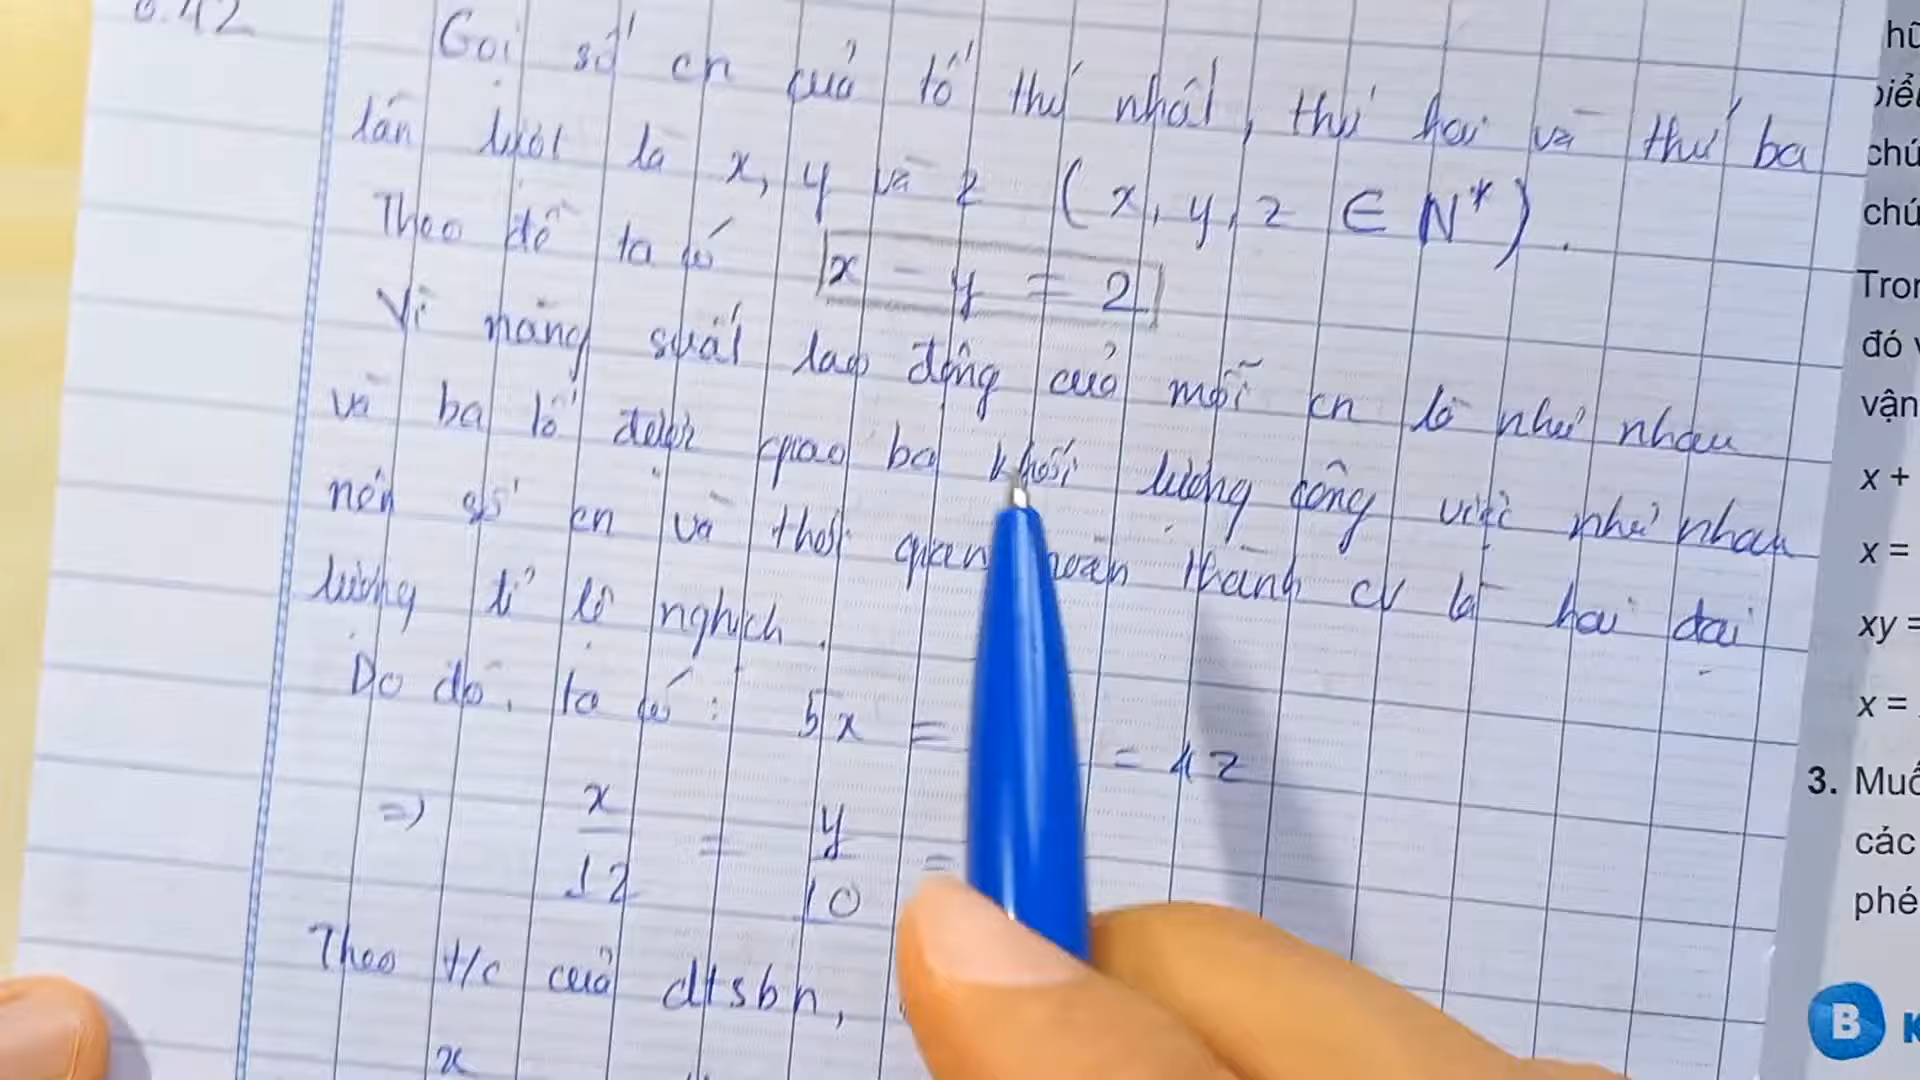 6.42
Gọi số cn của tổ thứ nhất, thứ hai và thứ ba
lần lượt là x, y và z (x, y, z ∈ N*).
Theo đề ta có x - y = 2
Vì năng suất lao động của mỗi cn là như nhau
và ba tổ được giao ba khối lượng công việc như nhau
nên số cn và thời gian hoàn thành cv là hai đại
lượng tỉ lệ nghịch.
Do đó, ta có: 5x = = 4z
=> x/12 = y/10 =
Theo t/c của dtsbn,
x
biể
chú
chú
đó
vận
x +
x =
xy =
x =
3. Muố
các
phé
B K